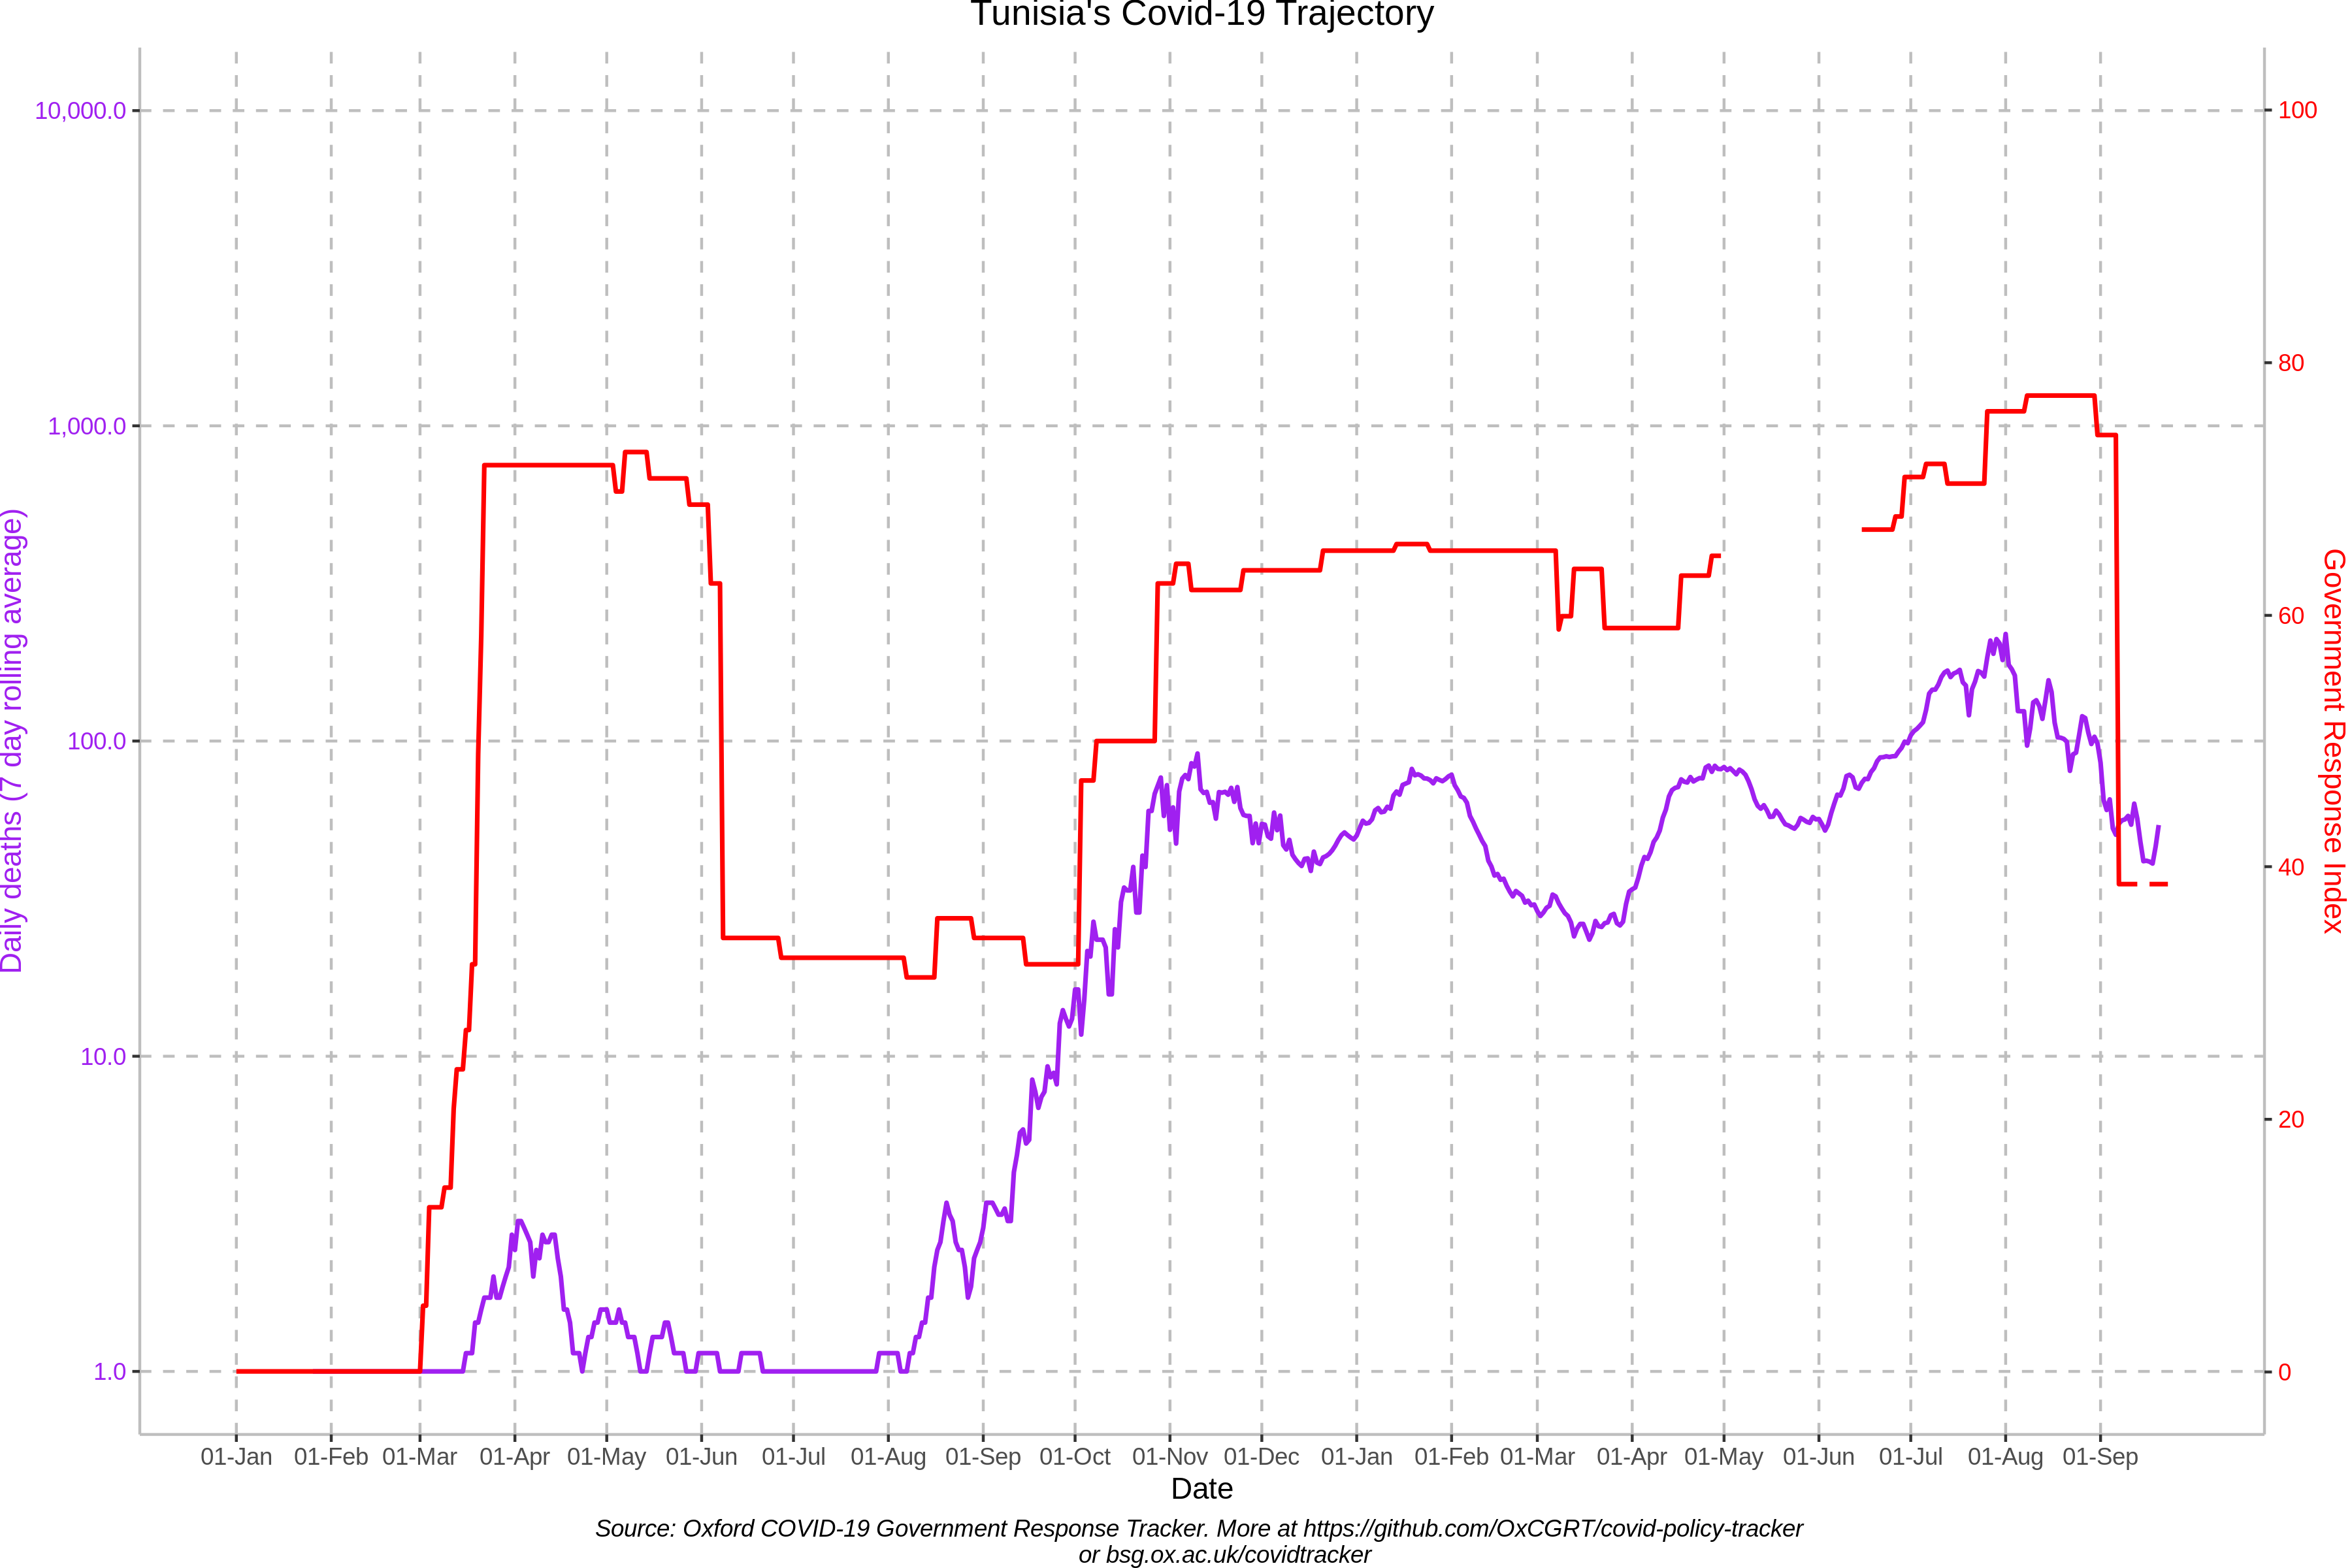 Tunisia's Covid-19 Trajectory
10,000.0
1,000.0
100.0
10.0
1.0
Daily deaths (7 day rolling average)
100
80
60
40
20
0
Government Response Index
01-Jan
01-Feb
01-Mar
01-Apr
01-May
01-Jun
01-Jul
01-Aug
01-Sep
01-Oct
01-Nov
01-Dec
01-Jan
01-Feb
01-Mar
01-Apr
01-May
01-Jun
01-Jul
01-Aug
01-Sep
Date
Source: Oxford COVID-19 Government Response Tracker. More at https://github.com/OxCGRT/covid-policy-tracker
or bsg.ox.ac.uk/covidtracker